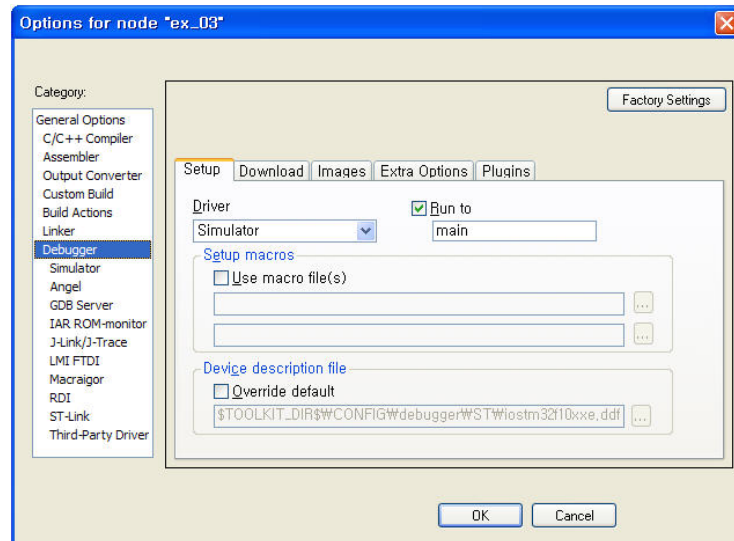 Options for node "ex_03"
Category:
Factory Settings
General Options
C/C++ Compiler
Assembler
Output Converter
Custom Build
Build Actions
Linker
Debugger
Simulator
Angel
GDB Server
IAR ROM-monitor
J-Link/J-Trace
LMI FTDI
Macraigor
RDI
ST-Link
Third-Party Driver
Setup Download Images Extra Options Plugins
Driver
Run to
Simulator
main
Setup macros
Use macro file(s)
...
...
Device description file
Override default
$TOOLKIT_DIR$₩CONFIG₩debugger₩ST₩iostm32f10xxe.ddf
...
OK Cancel